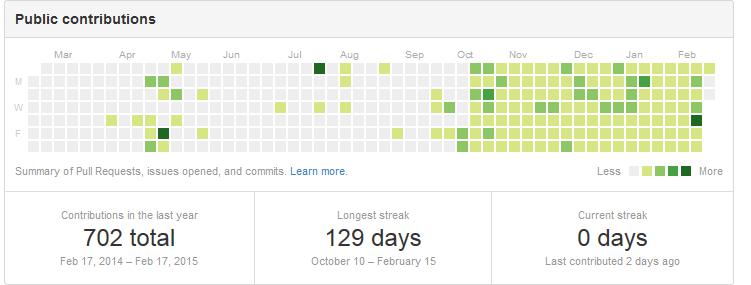 Public contributions
Mar Apr May Jun Jul Aug Sep Oct Nov Dec Jan Feb
M
W
F
Summary of Pull Requests, issues opened, and commits. Learn more.
Less More
Contributions in the last year
702 total
Feb 17, 2014 – Feb 17, 2015
Longest streak
129 days
October 10 – February 15
Current streak
0 days
Last contributed 2 days ago